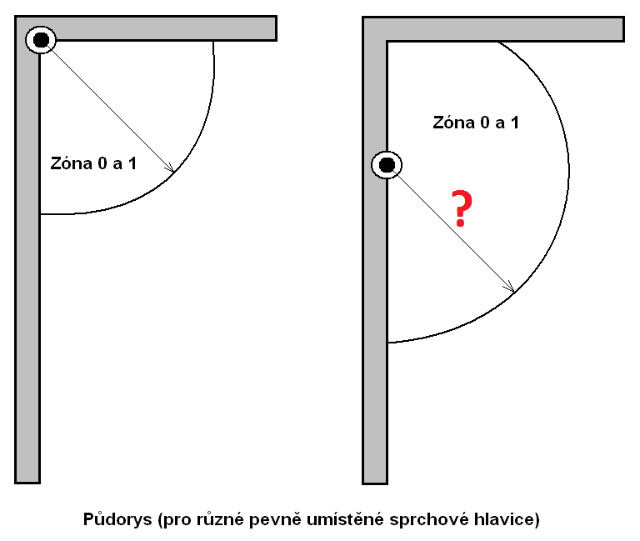 Zóna 0 a 1
Zóna 0 a 1
?
Půdorys (pro různé pevně umístěné sprchové hlavice)